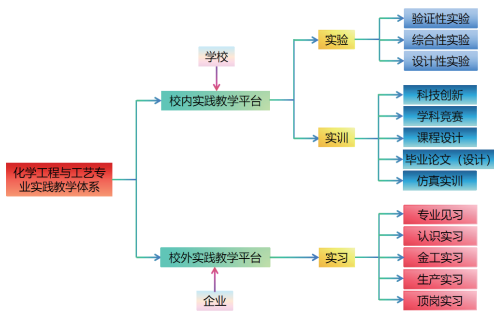 化学工程与工艺专
业实践教学体系
学校
校内实践教学平台
实验
验证性实验
综合性实验
设计性实验
实训
科技创新
学科竞赛
课程设计
毕业论文（设计）
仿真实训
校外实践教学平台
企业
实习
专业见习
认识实习
金工实习
生产实习
顶岗实习